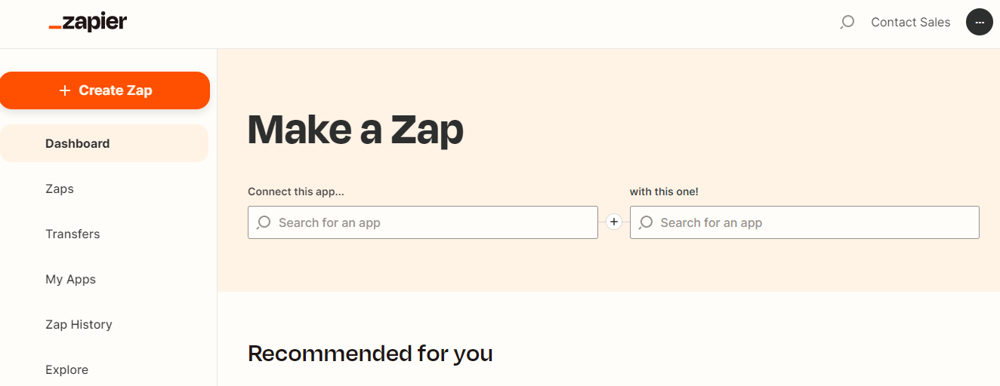 _zapier
Contact Sales
Create Zap
Dashboard
Zaps
Transfers
My Apps
Zap History
Explore
Make a Zap
Connect this app...
with this one!
Search for an app
Search for an app
Recommended for you